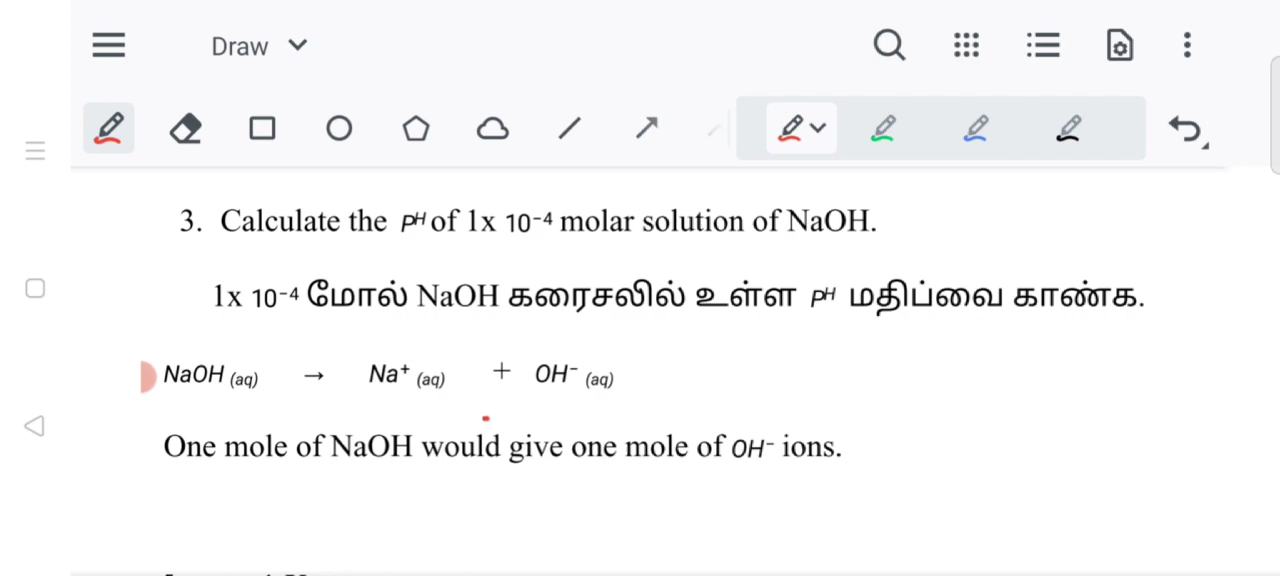 Draw
3. Calculate the pH of 1x 10⁻⁴ molar solution of NaOH.
1x 10⁻⁴ மோல் NaOH கரைசலில் உள்ள pH மதிப்வை காண்க.
NaOH (aq) → Na⁺ (aq) + OH⁻ (aq)
One mole of NaOH would give one mole of OH⁻ ions.